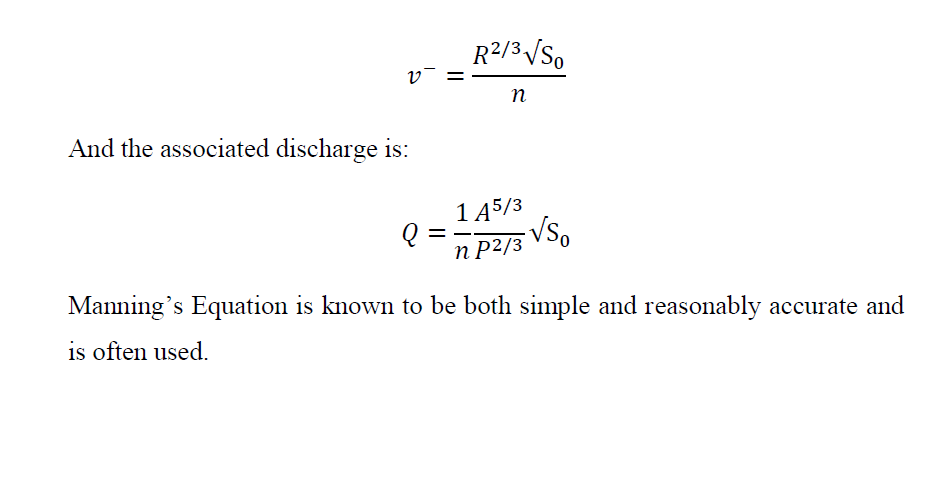 v⁻ = R^{2/3}√S₀ / n
And the associated discharge is:
Q = 1/n A^{5/3}/P^{2/3} √S₀
Manning’s Equation is known to be both simple and reasonably accurate and
is often used.